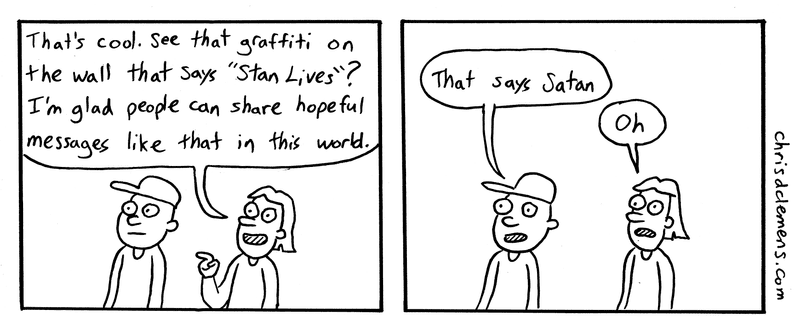 That's cool. See that graffiti on
the wall that says "Stan Lives"?
I'm glad people can share hopeful
messages like that in this world.
That says Satan
Oh
chrisdclemens.com